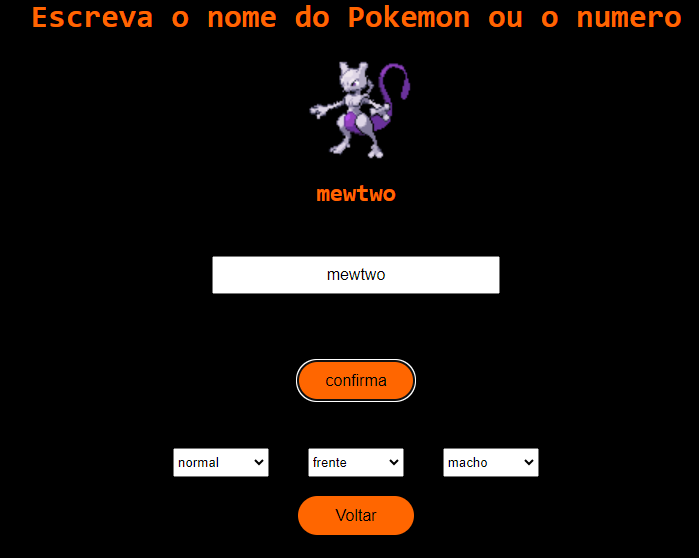 Escreva o nome do Pokemon ou o numero
mewtwo
mewtwo
confirma
normal frente macho
Voltar